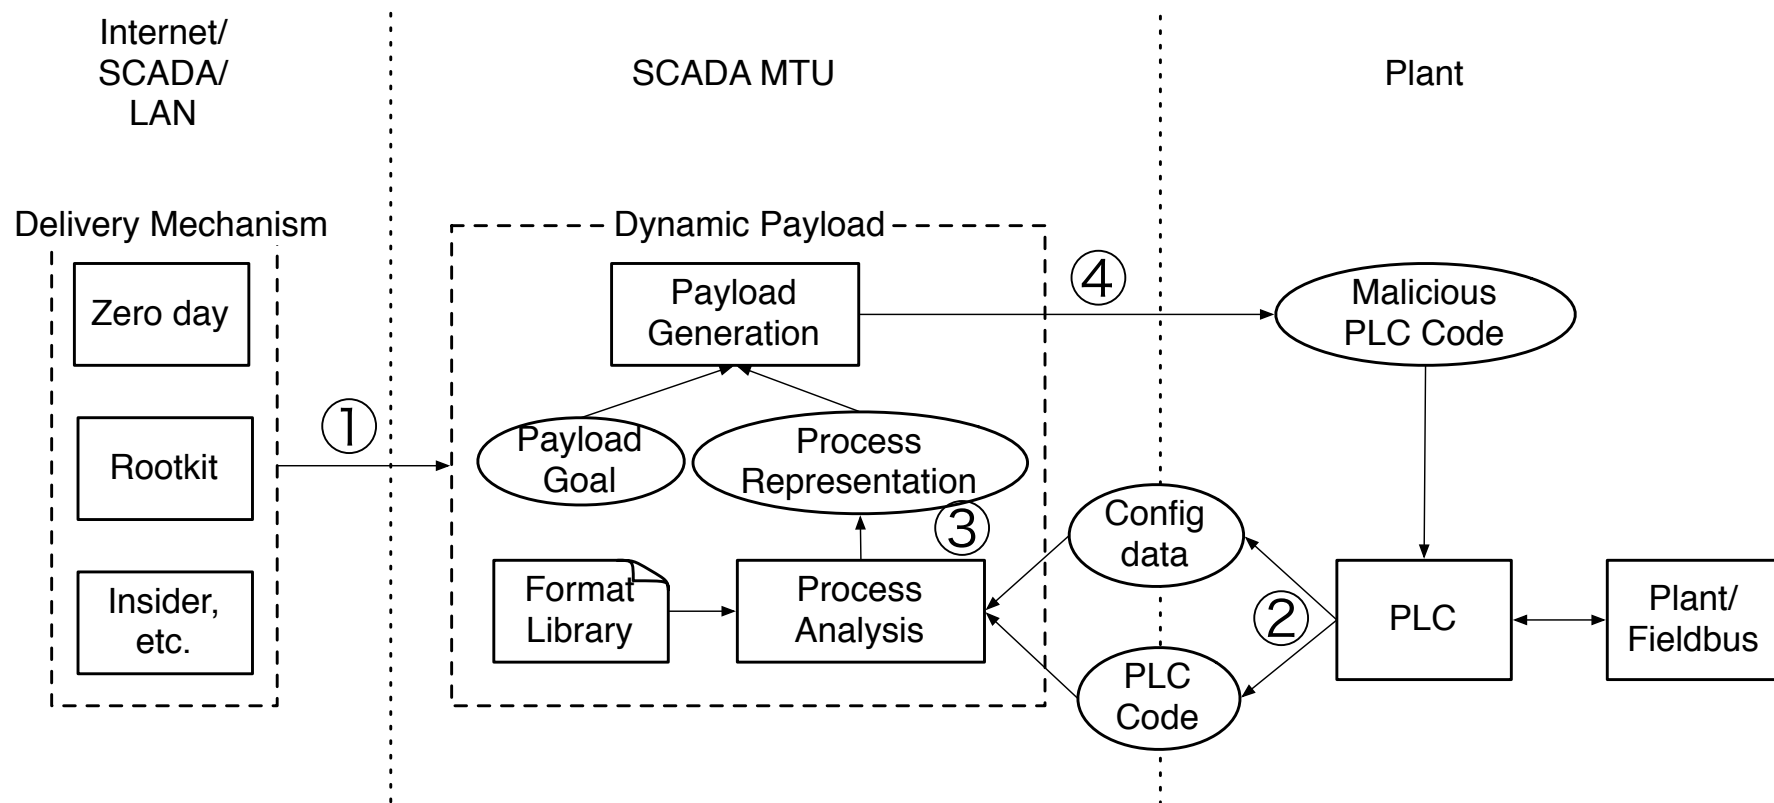 Internet/
SCADA/
LAN
SCADA MTU
Plant
Delivery Mechanism
Zero day
Rootkit
Insider,
etc.
①
Dynamic Payload
Payload
Generation
④
Malicious
PLC Code
Payload
Goal
Process
Representation
③
Format
Library
Process
Analysis
Config
data
②
PLC
Code
PLC
Plant/
Fieldbus